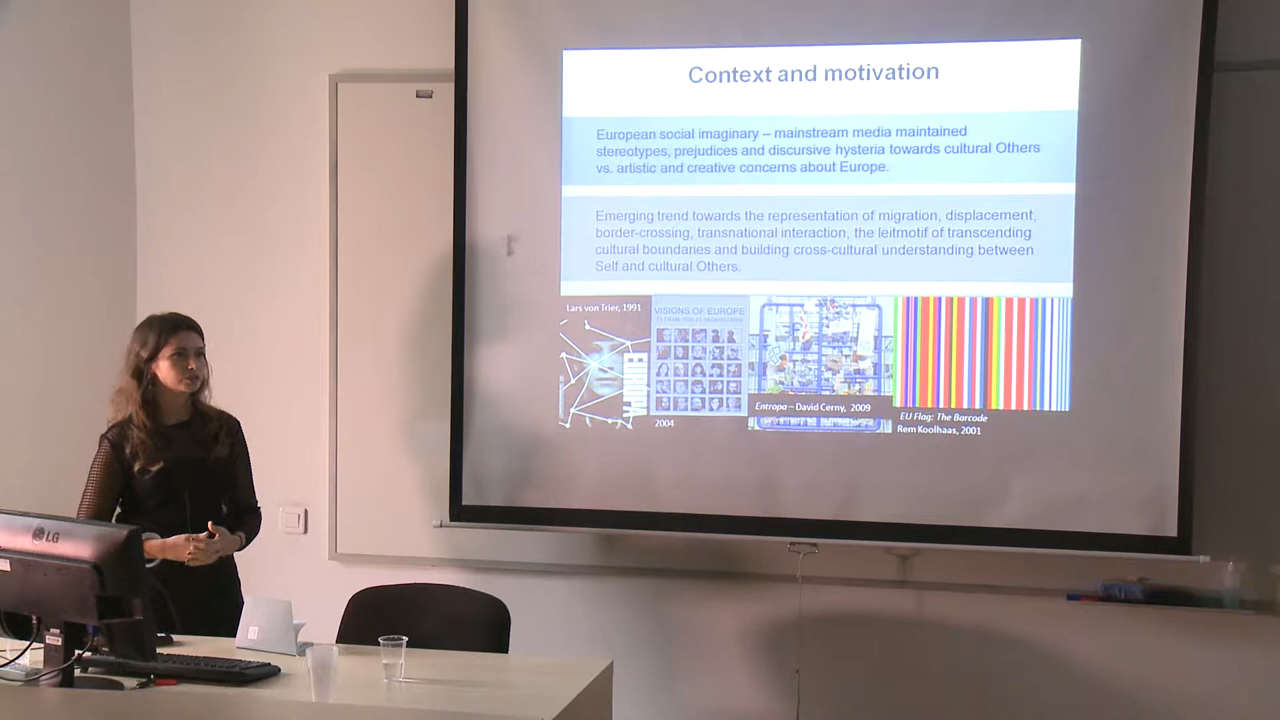 Context and motivation
European social imaginary – mainstream media maintained
stereotypes, prejudices and discursive hysteria towards cultural Others
vs. artistic and creative concerns about Europe.
Emerging trend towards the representation of migration, displacement,
border-crossing, transnational interaction, the leitmotif of transcending
cultural boundaries and building cross-cultural understanding between
Self and cultural Others.
Lars von Trier, 1991
VISIONS OF EUROPE
2004
Entropa – David Cerny, 2009
EU Flag: The Barcode
Rem Koolhaas, 2001
LG